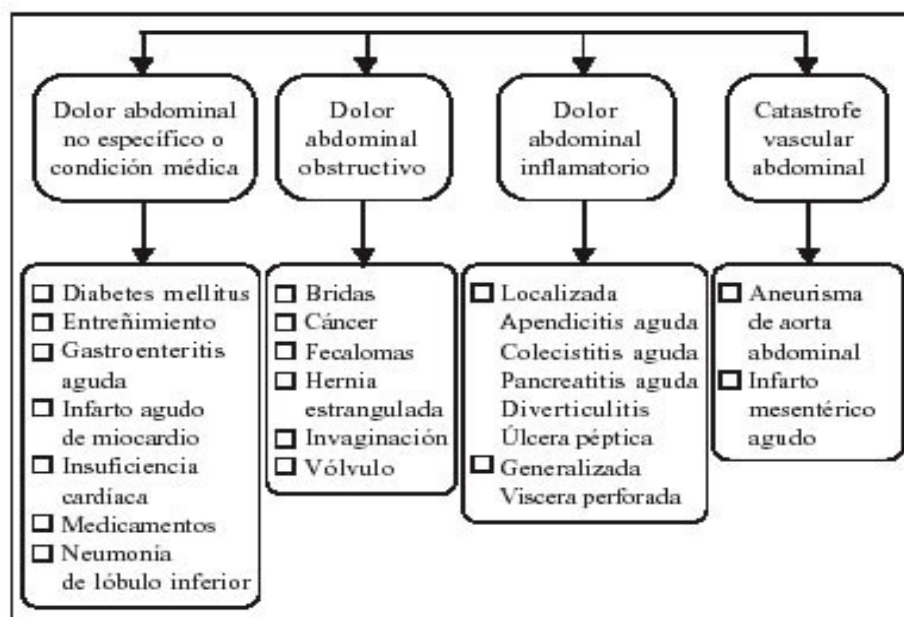 Dolor abdominal
no específico o
condición médica
Dolor
abdominal
obstructivo
Dolor
abdominal
inflamatorio
Catastrofe
vascular
abdominal
Diabetes mellitus
Entreñimiento
Gastroenteritis
aguda
Infarto agudo
de miocardio
Insuficiencia
cardíaca
Medicamentos
Neumonía
de lóbulo inferior
Bridas
Cáncer
Fecalomas
Hernia
estrangulada
Invaginación
Vólvulo
Localizada
Apendicitis aguda
Colecistitis aguda
Pancreatitis aguda
Diverticulitis
Úlcera péptica
Generalizada
Viscera perforada
Aneurisma
de aorta
abdominal
Infarto
mesentérico
agudo